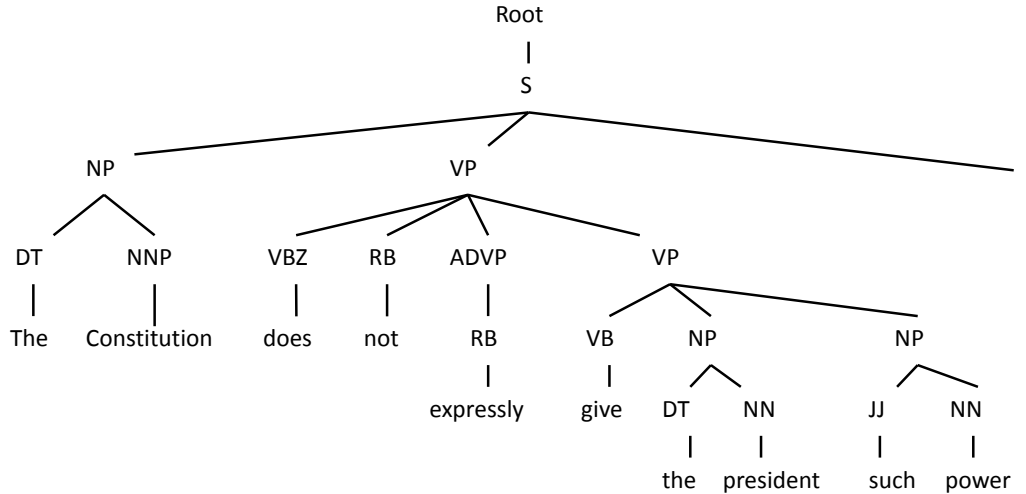 Root
S
NP VP
DT NNP VBZ RB ADVP VP
The Constitution does not RB VB NP NP
expressly give DT NN JJ NN
the president such power